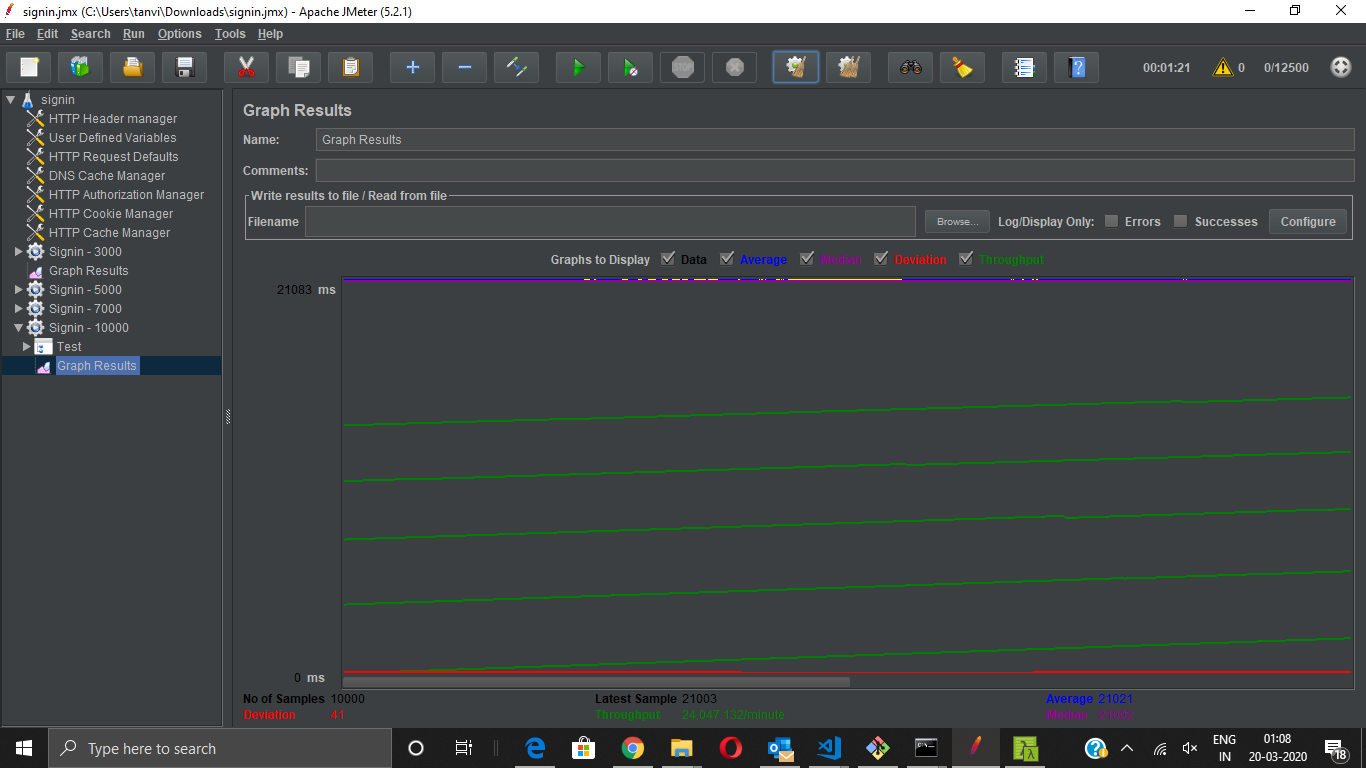 signin.jmx (C:\Users\tanvi\Downloads\signin.jmx) - Apache JMeter (5.2.1)
File Edit Search Run Options Tools Help
00:01:21 0 0/12500
signin
HTTP Header manager
User Defined Variables
HTTP Request Defaults
DNS Cache Manager
HTTP Authorization Manager
HTTP Cookie Manager
HTTP Cache Manager
Signin - 3000
Graph Results
Signin - 5000
Signin - 7000
Signin - 10000
Test
Graph Results
Graph Results
Name: Graph Results
Comments:
Write results to file / Read from file
Filename Browse... Log/Display Only: Errors Successes Configure
Graphs to Display Data Average Median Deviation Throughput
21083 ms
0 ms
No of Samples 10000 Latest Sample 21003 Average 21021
Deviation 41 Throughput 24,047.132/minute Median 21002
Type here to search
ENG
IN
01:08
20-03-2020
18